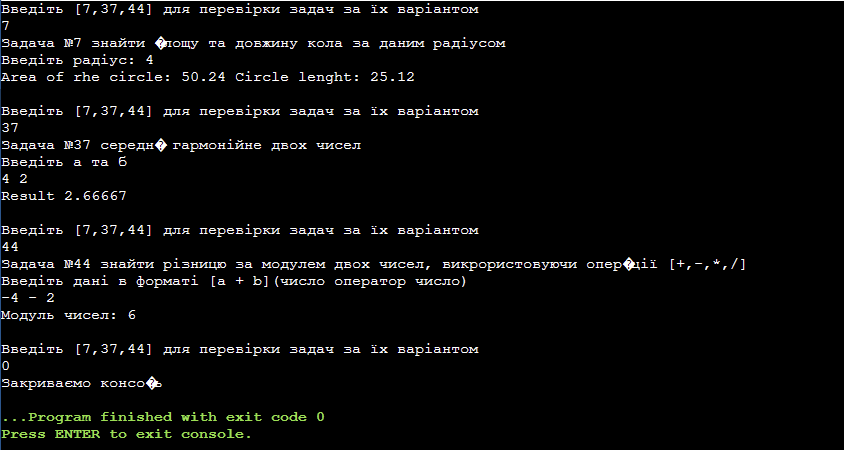 Введіть [7,37,44] для перевірки задач за їх варіантом
7
Задача №7 знайти �лощу та довжину кола за даним радіусом
Введіть радіус: 4
Area of rhe circle: 50.24 Circle lenght: 25.12
Введіть [7,37,44] для перевірки задач за їх варіантом
37
Задача №37 середн� гармонійне двох чисел
Введіть а та б
4 2
Result 2.66667
Введіть [7,37,44] для перевірки задач за їх варіантом
44
Задача №44 знайти різницю за модулем двох чисел, викрористовуючи опер�ції [+,-,*,/]
Введіть дані в форматі [a + b](число оператор число)
-4 - 2
Модуль чисел: 6
Введіть [7,37,44] для перевірки задач за їх варіантом
0
Закриваємо консо�ь
...Program finished with exit code 0
Press ENTER to exit console.